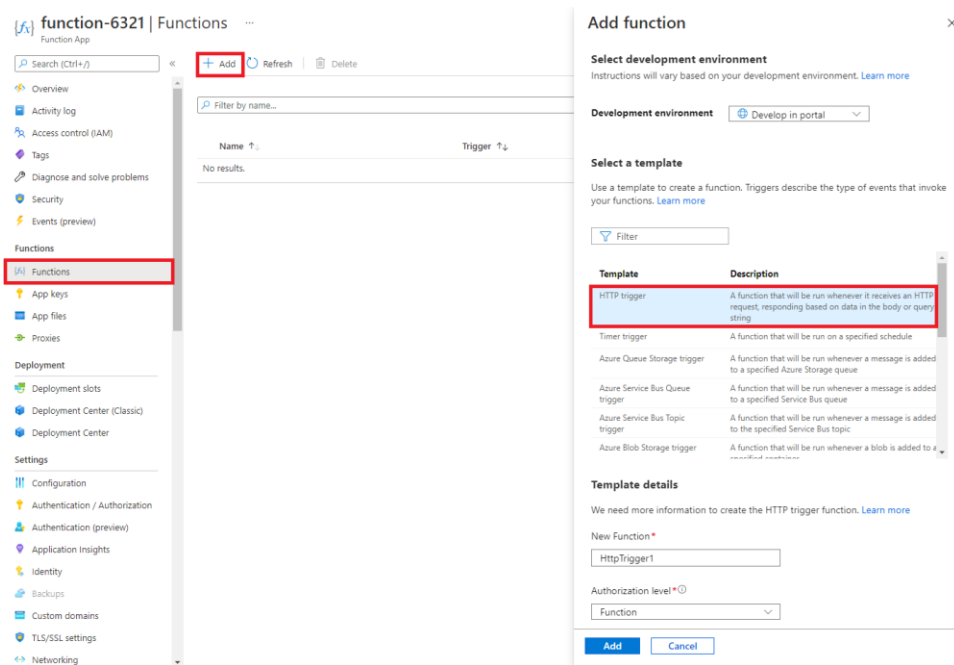 function-6321 | Functions ...
Function App
Search (Ctrl+/)
«
Overview
Activity log
Access control (IAM)
Tags
Diagnose and solve problems
Security
Events (preview)
Functions
Functions
App keys
App files
Proxies
Deployment
Deployment slots
Deployment Center (Classic)
Deployment Center
Settings
Configuration
Authentication / Authorization
Authentication (preview)
Application Insights
Identity
Backups
Custom domains
TLS/SSL settings
Networking
+ Add Refresh Delete
Filter by name...
Name ↑↓ Trigger ↑↓
No results.
Add function
Select development environment
Instructions will vary based on your development environment. Learn more
Development environment Develop in portal
Select a template
Use a template to create a function. Triggers describe the type of events that invoke
your functions. Learn more
Filter
Template Description
HTTP trigger A function that will be run whenever it receives an HTTP
request, responding based on data in the body or query
string
Timer trigger A function that will be run on a specified schedule
Azure Queue Storage trigger A function that will be run whenever a message is added
to a specified Azure Storage queue
Azure Service Bus Queue A function that will be run whenever a message is added
trigger to a specified Service Bus queue
Azure Service Bus Topic A function that will be run whenever a message is added
trigger to the specified Service Bus topic
Azure Blob Storage trigger A function that will be run whenever a blob is added to a
specified container
Template details
We need more information to create the HTTP trigger function. Learn more
New Function *
HttpTrigger1
Authorization level *
Function
Add Cancel